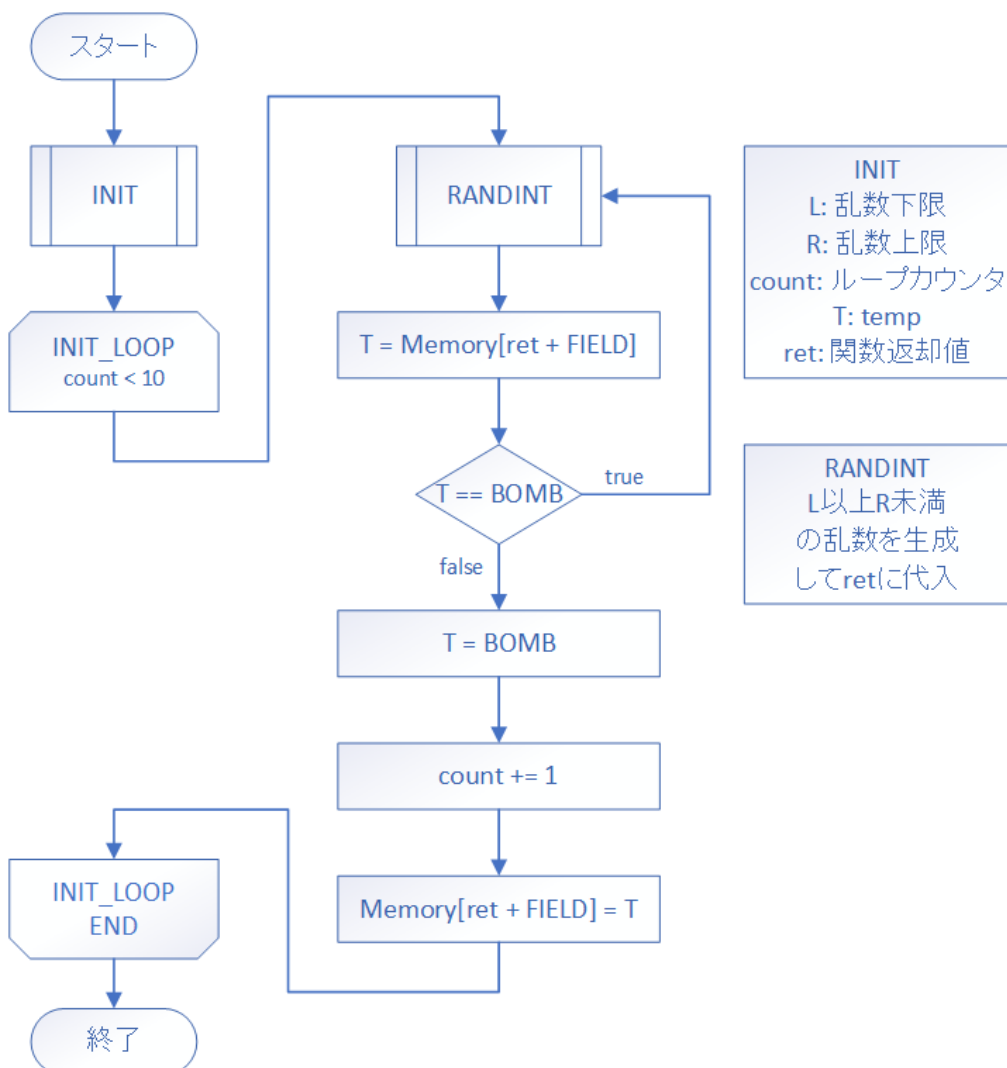 スタート
INIT
INIT_LOOP
count < 10
RANDINT
T = Memory[ret + FIELD]
T == BOMB
true
false
T = BOMB
count += 1
Memory[ret + FIELD] = T
INIT_LOOP
END
終了
INIT
L: 乱数下限
R: 乱数上限
count: ループカウンタ
T: temp
ret: 関数返却値
RANDINT
L以上R未満
の乱数を生成
してretに代入